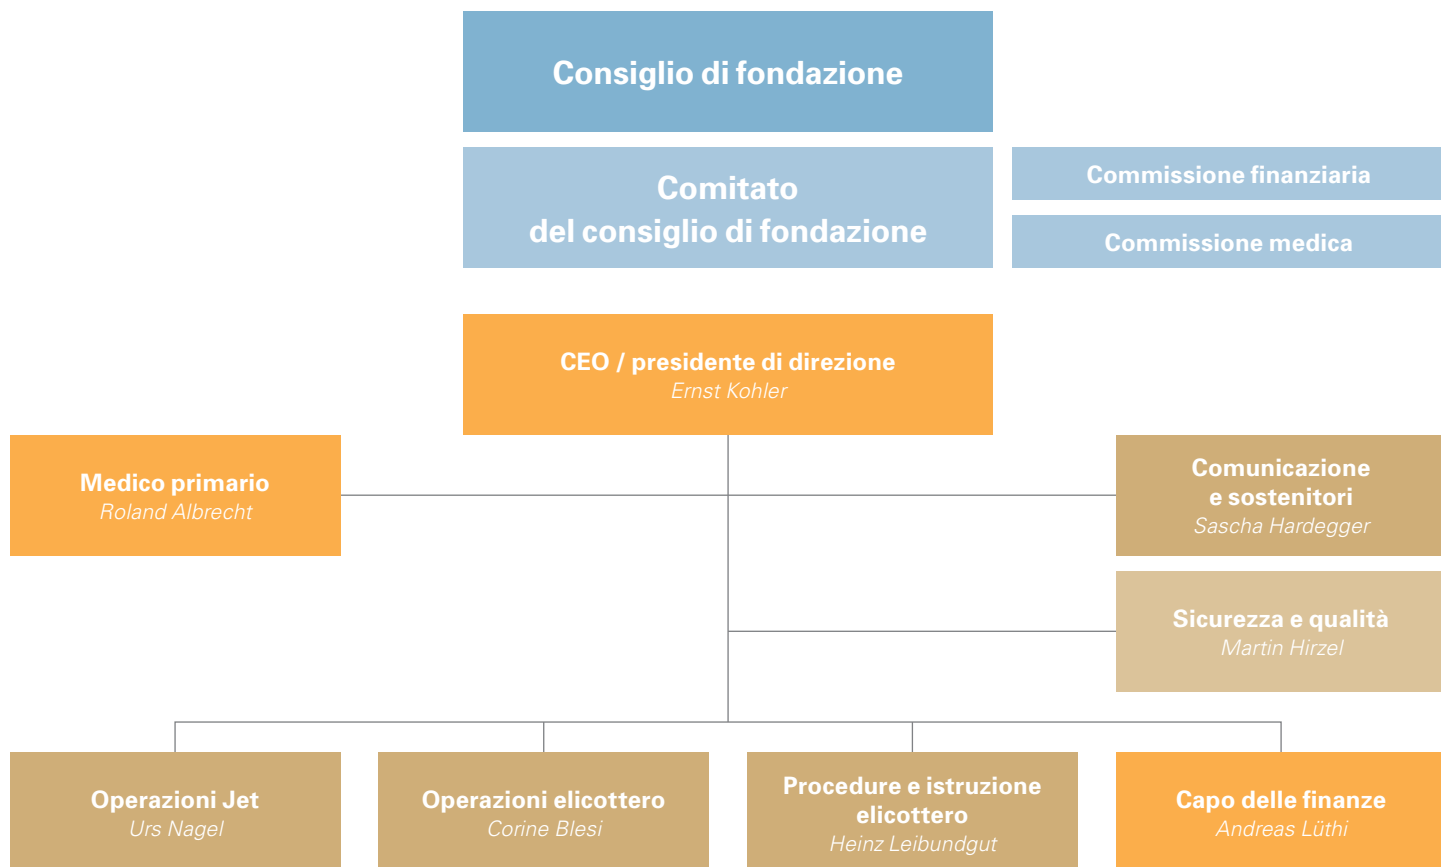 Consiglio di fondazione
Comitato
del consiglio di fondazione
Commissione finanziaria
Commissione medica
CEO / presidente di direzione
Ernst Kohler
Medico primario
Roland Albrecht
Comunicazione
e sostenitori
Sascha Hardegger
Sicurezza e qualità
Martin Hirzel
Operazioni Jet
Urs Nagel
Operazioni elicottero
Corine Blesi
Procedure e istruzione
elicottero
Heinz Leibundgut
Capo delle finanze
Andreas Lüthi